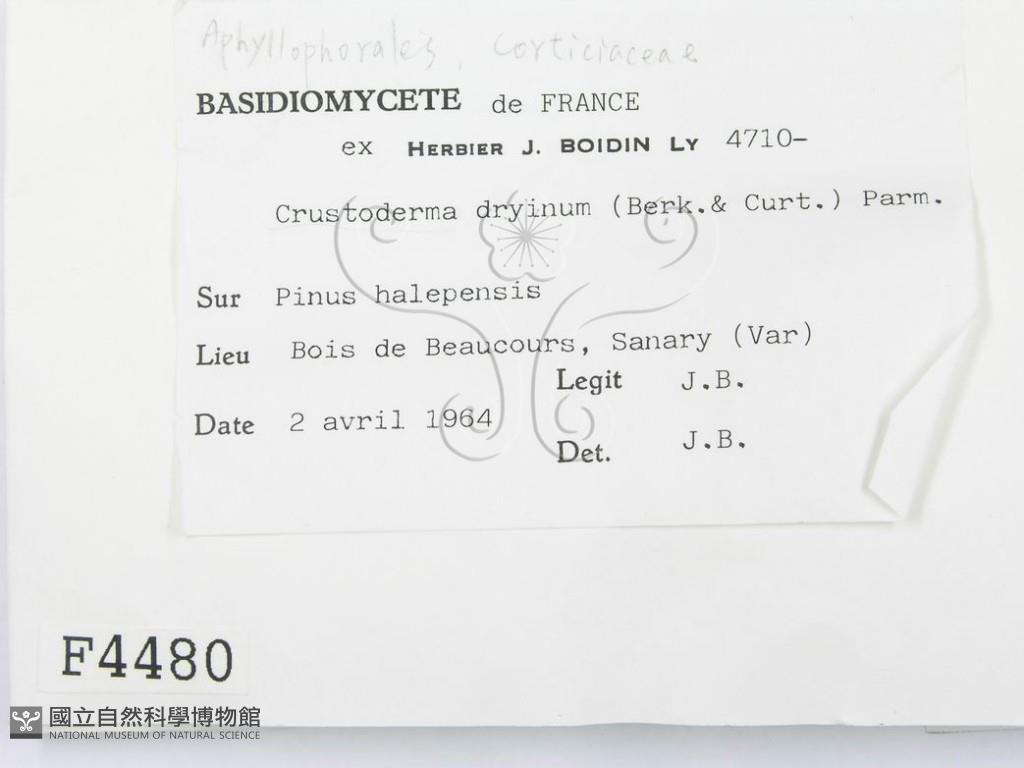 Aphyllophorales, Corticiaceae
BASIDIOMYCETE de FRANCE
ex HERBIER J. BOIDIN LY 4710-
Crustoderma dryinum (Berk.& Curt.) Parm.
Sur Pinus halepensis
Lieu Bois de Beaucours, Sanary (Var)
Legit J.B.
Date 2 avril 1964
Det. J.B.
F4480
國立自然科學博物館
NATIONAL MUSEUM OF NATURAL SCIENCE